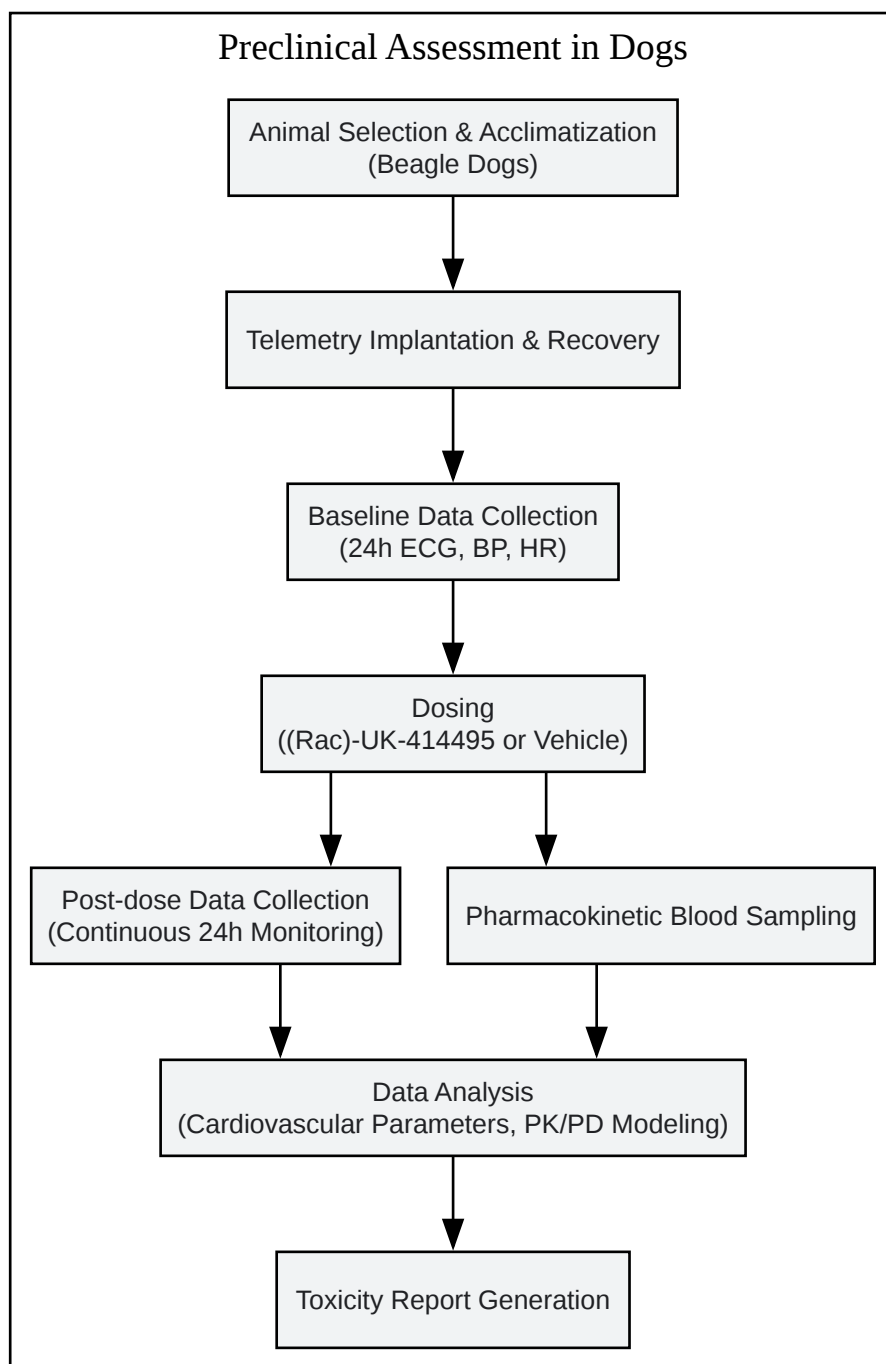 Preclinical Assessment in Dogs
Animal Selection & Acclimatization
(Beagle Dogs)
Telemetry Implantation & Recovery
Baseline Data Collection
(24h ECG, BP, HR)
Dosing
((Rac)-UK-414495 or Vehicle)
Post-dose Data Collection
(Continuous 24h Monitoring)
Pharmacokinetic Blood Sampling
Data Analysis
(Cardiovascular Parameters, PK/PD Modeling)
Toxicity Report Generation